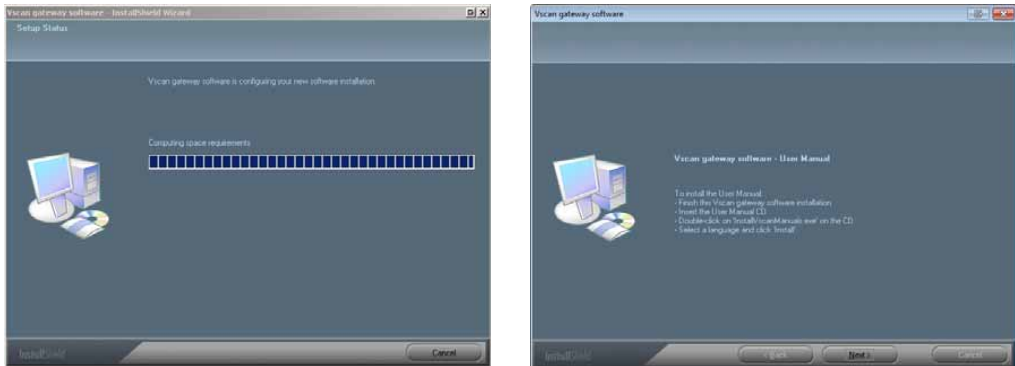 Vscan gateway software - InstallShield Wizard
Setup Status
Vscan gateway software is configuring your new software installation.
Computing space requirements
InstallShield
Cancel
Vscan gateway software
Vscan gateway software - User Manual
To install the User Manual:
- Finish this Vscan gateway software installation
- Insert the User Manual CD
- Double-click on 'InstallVscanManuals.exe' on the CD
- Select a language and click 'Install'
InstallShield
< Back
Next >
Cancel